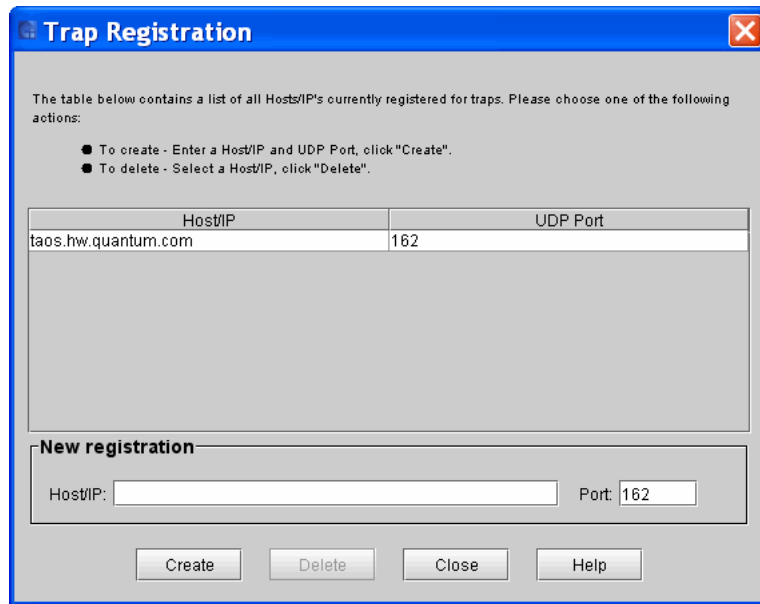 Trap Registration
The table below contains a list of all Hosts/IP's currently registered for traps. Please choose one of the following
actions:
To create - Enter a Host/IP and UDP Port, click "Create".
To delete - Select a Host/IP, click "Delete".
Host/IP UDP Port
taos.hw.quantum.com 162
New registration
Host/IP: Port: 162
Create Delete Close Help